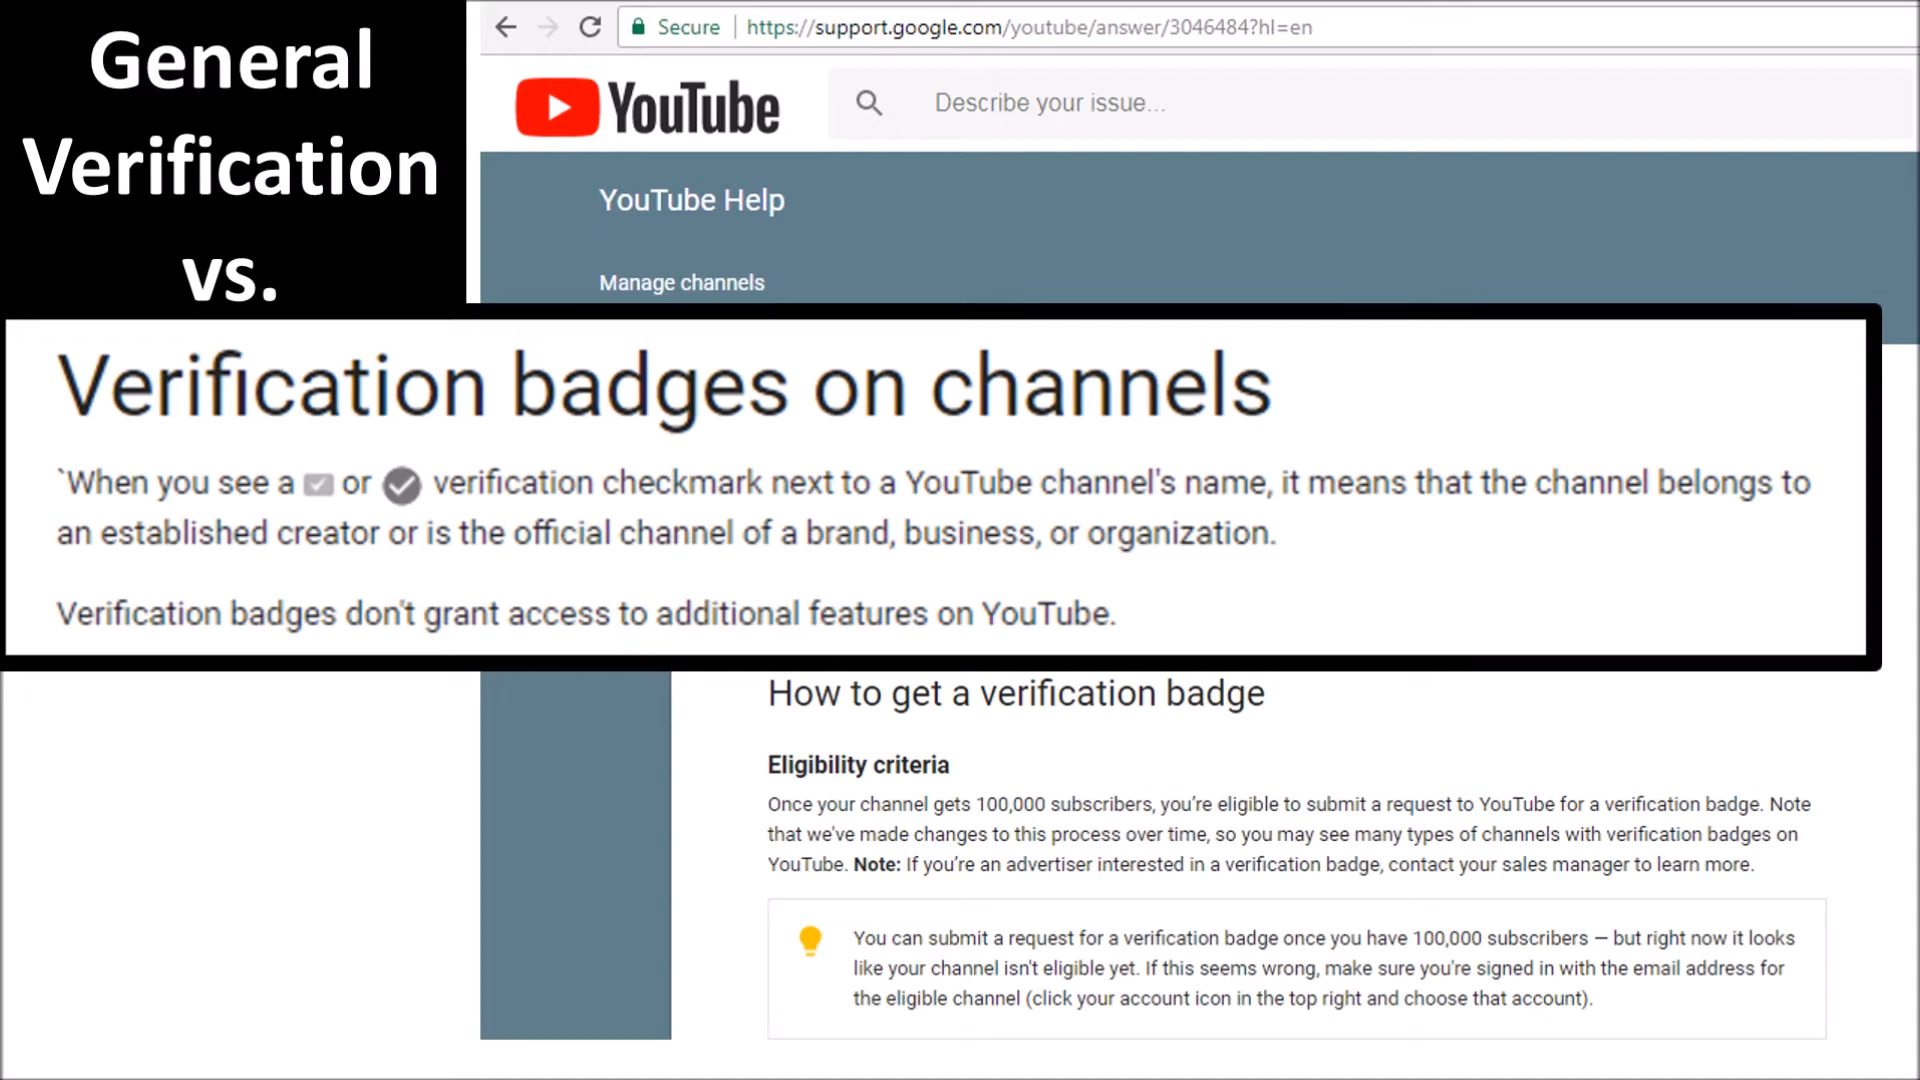 General
Verification
vs.
Secure
https://support.google.com/youtube/answer/3046484?hl=en
YouTube
Describe your issue...
YouTube Help
Manage channels
Verification badges on channels
`When you see a or verification checkmark next to a YouTube channel's name, it means that the channel belongs to
an established creator or is the official channel of a brand, business, or organization.
Verification badges don't grant access to additional features on YouTube.
How to get a verification badge
Eligibility criteria
Once your channel gets 100,000 subscribers, you’re eligible to submit a request to YouTube for a verification badge. Note
that we’ve made changes to this process over time, so you may see many types of channels with verification badges on
YouTube. Note: If you’re an advertiser interested in a verification badge, contact your sales manager to learn more.
You can submit a request for a verification badge once you have 100,000 subscribers — but right now it looks
like your channel isn't eligible yet. If this seems wrong, make sure you're signed in with the email address for
the eligible channel (click your account icon in the top right and choose that account).